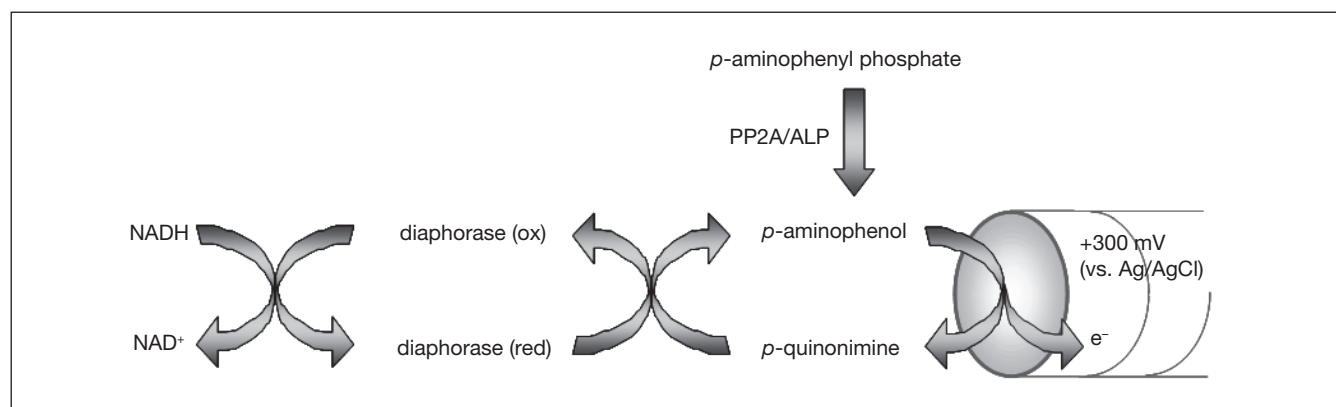 p-aminophenyl phosphate
PP2A/ALP
NADH
diaphorase (ox)
p-aminophenol
+300 mV
(vs. Ag/AgCl)
NAD⁺
diaphorase (red)
p-quinonimine
e⁻